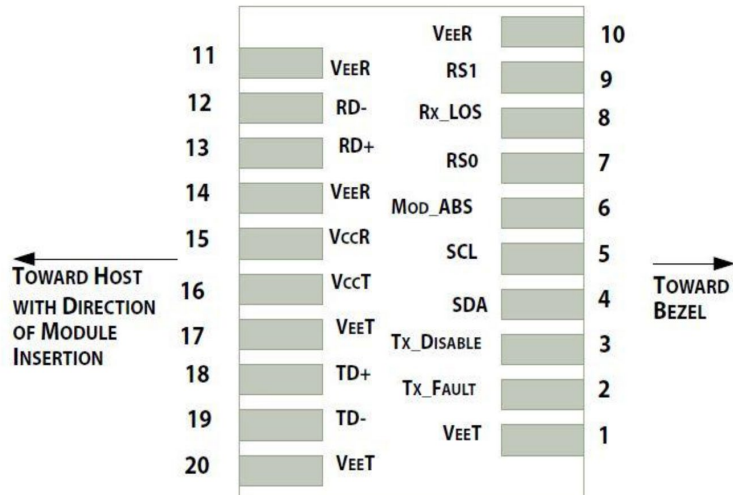 VEER 10
11 VEER
RS1 9
12 RD-
Rx_LOS 8
13 RD+
RS0 7
14 VEER
MOD_ABS 6
15 VCCR
SCL 5
TOWARD HOST
WITH DIRECTION
OF MODULE
INSERTION
TOWARD
BEZEL
16 VCCT
SDA 4
17 VEET
TX_DISABLE 3
18 TD+
TX_FAULT 2
19 TD-
VEET 1
20 VEET